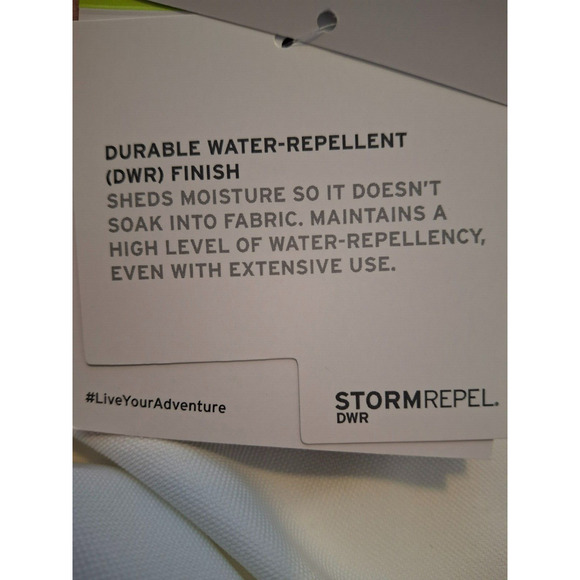 DURABLE WATER-REPELLENT
(DWR) FINISH
SHEDS MOISTURE SO IT DOESN'T
SOAK INTO FABRIC. MAINTAINS A
HIGH LEVEL OF WATER-REPELLENCY,
EVEN WITH EXTENSIVE USE.
#LiveYourAdventure
STORMREPEL.
DWR